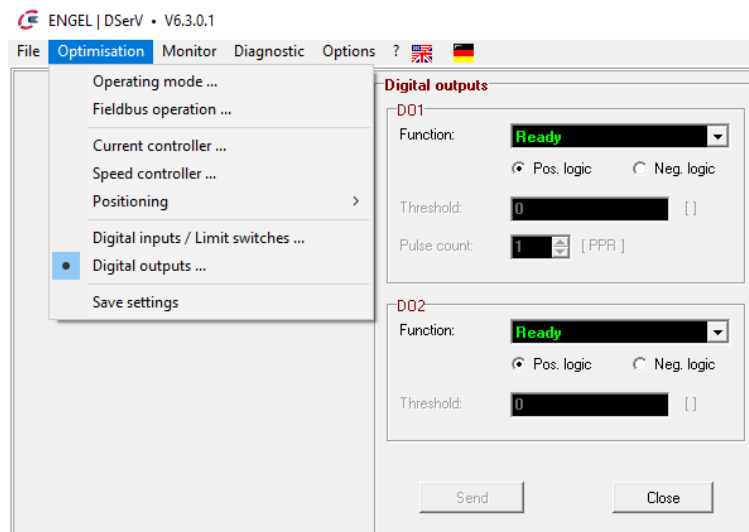 ENGEL | DSerV • V6.3.0.1
File Optimisation Monitor Diagnostic Options ?
Operating mode ...
Fieldbus operation ...
Current controller ...
Speed controller ...
Positioning
Digital inputs / Limit switches ...
Digital outputs ...
Save settings
Digital outputs
DO1
Function: Ready
Pos. logic Neg. logic
Threshold: 0 [ ]
Pulse count: 1 [ PPR ]
DO2
Function: Ready
Pos. logic Neg. logic
Threshold: 0 [ ]
Send Close